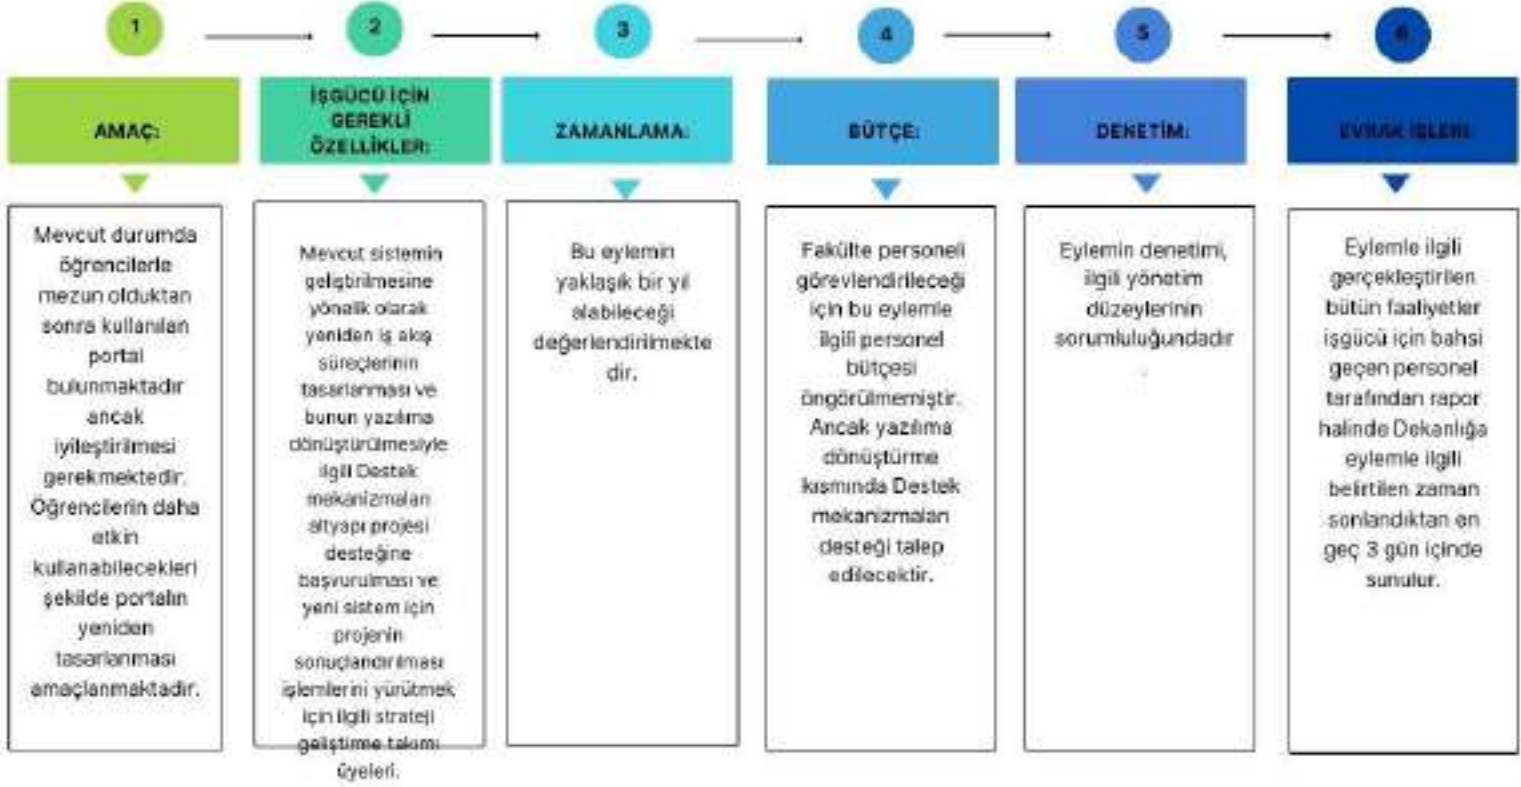 1
2
3
4
5
6
AMAÇ:
İŞGÜCÜ İÇİN
GEREKLİ
ÖZELLİKLER:
ZAMANLAMA:
BÜTÇE:
DENETİM:
EVRAK İŞLERİ:
Mevcut durumda
öğrencilerle
mezun olduktan
sonra kullanılan
portal
bulunmaktadır
ancak
iyileştirilmesi
gerekmektedir.
Öğrencilerin daha
etkin
kullanabilecekleri
şekilde portalın
yeniden
tasarlanması
amaçlanmaktadır.
Mevcut sistemin
geliştirilmesine
yönelik olarak
yeniden iş akış
süreçlerinin
tasarlanması ve
bunun yazılıma
dönüştürülmesiyle
ilgili Destek
mekanizmaları
altyapı projesi
desteğine
başvurulması ve
yeni sistem için
projenin
sonuçlandırılması
işlemlerini yürütmek
için ilgili strateji
geliştirme takımı
üyeleri.
Bu eylemin
yaklaşık bir yıl
alabileceği
değerlendirilmekte
dir.
Fakülte personeli
görevlendirileceği
için bu eylemle
ilgili personel
bütçesi
öngörülmemiştir.
Ancak yazılıma
dönüştürme
kısmında Destek
mekanizmaları
desteği talep
edilecektir.
Eylemin denetimi,
ilgili yönetim
düzeylerinin
sorumluluğundadır
.
Eylemle ilgili
gerçekleştirilen
bütün faaliyetler
işgücü için bahsi
geçen personel
tarafından rapor
halinde Dekanlığa
eylemle ilgili
belirtilen zaman
sonlandıktan en
geç 3 gün içinde
sunulur.